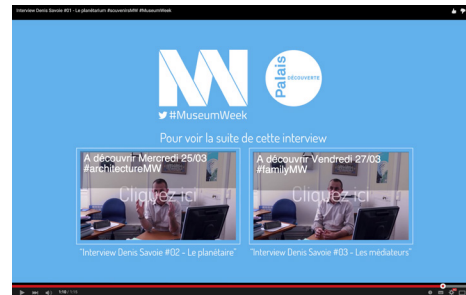 Interview Denis Savoie #01 - Le planétarium #souvenirsMW #MuseumWeek
Palais
DÉCOUVERTE
#MuseumWeek
Pour voir la suite de cette interview
A découvrir Mercredi 25/03
#architectureMW
Cliquez ici
A découvrir Vendredi 27/03
#familyMW
Cliquez ici
"Interview Denis Savoie #02 - Le planétaire"
"Interview Denis Savoie #03 - Les médiateurs"